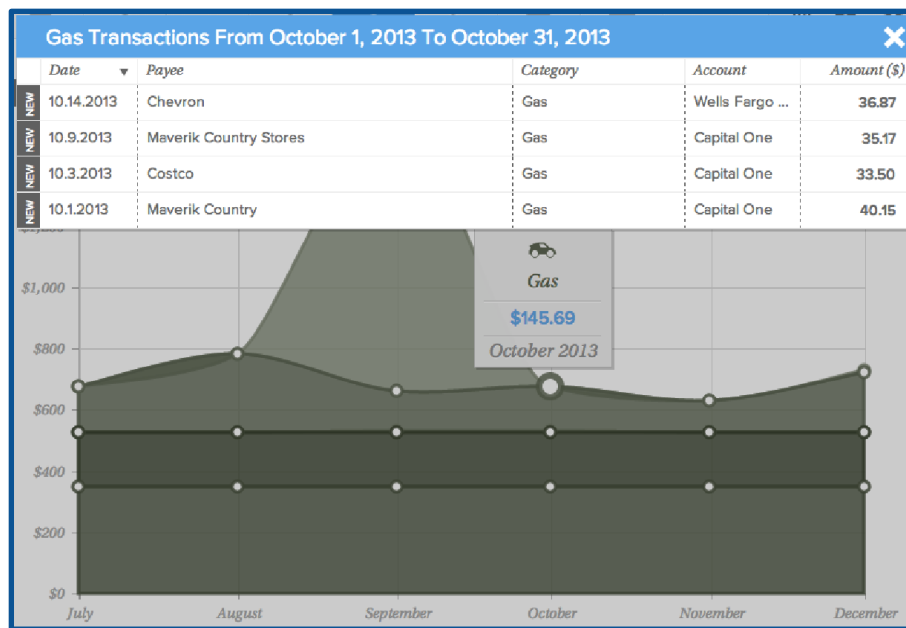 Gas Transactions From October 1, 2013 To October 31, 2013
Date Payee Category Account Amount ($)
NEW 10.14.2013 Chevron Gas Wells Fargo ... 36.87
NEW 10.9.2013 Maverik Country Stores Gas Capital One 35.17
NEW 10.3.2013 Costco Gas Capital One 33.50
NEW 10.1.2013 Maverik Country Gas Capital One 40.15
$1,000
Gas
$145.69
October 2013
$800
$600
$400
$200
$0
July August September October November December